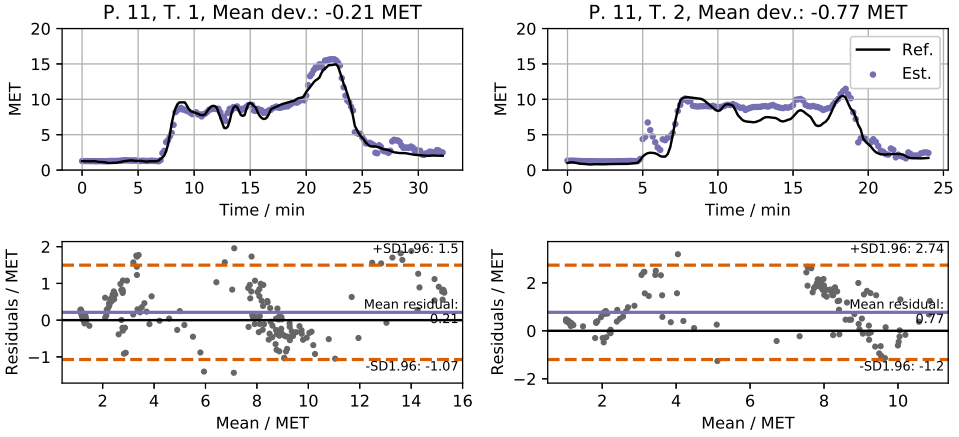 P. 11, T. 1, Mean dev.: -0.21 MET
20
15
10
5
0
MET
0 5 10 15 20 25 30
Time / min
P. 11, T. 2, Mean dev.: -0.77 MET
20
15
10
5
0
MET
Ref.
Est.
0 5 10 15 20 25
Time / min
2
1
0
−1
Residuals / MET
+SD1.96: 1.5
Mean residual:
0.21
-SD1.96: -1.07
2 4 6 8 10 12 14 16
Mean / MET
2
0
−2
Residuals / MET
+SD1.96: 2.74
Mean residual:
0.77
-SD1.96: -1.2
2 4 6 8 10
Mean / MET